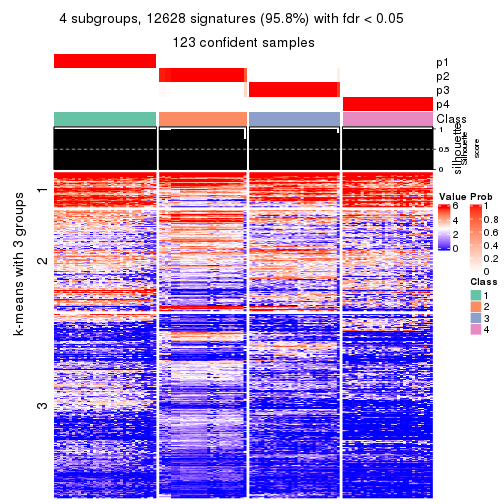 4 subgroups, 12628 signatures (95.8%) with fdr < 0.05
123 confident samples
p1
p2
p3
p4
Class
silhouette
Silhouette
score
1
0.5
0
k-means with 3 groups
1
2
3
Value
6
4
2
0
Prob
1
0.8
0.6
0.4
0.2
0
Class
1
2
3
4